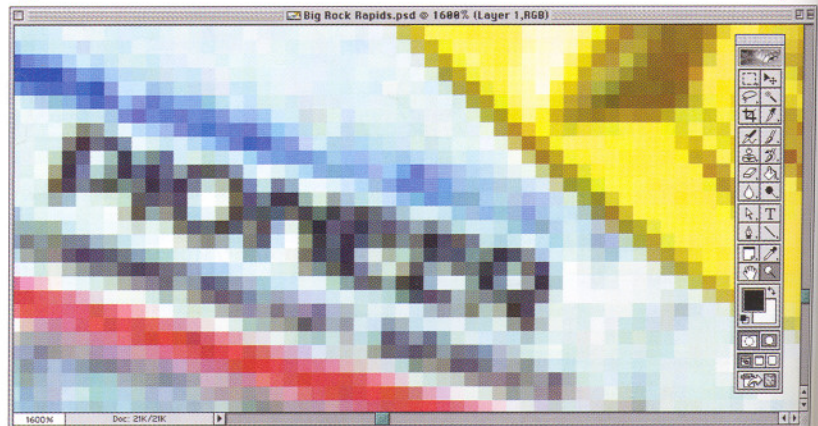 Big Rock Rapids.psd @ 1600% (Layer 1,RGB)
T
1600%
Doc: 21K/21K